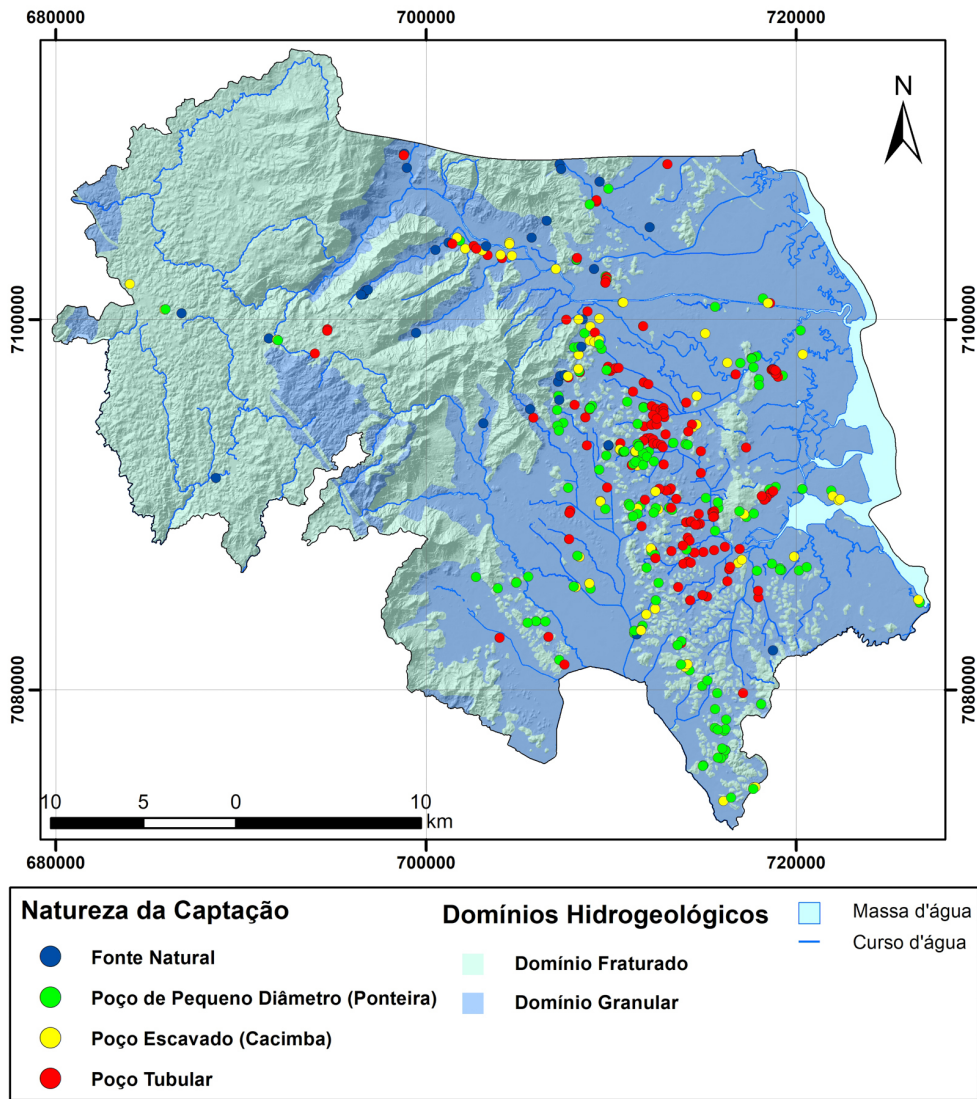 680000 700000 720000
N
7100000 7100000
7080000 7080000
10 5 0 10
km
680000 700000 720000
Natureza da Captação
Fonte Natural
Poço de Pequeno Diâmetro (Ponteira)
Poço Escavado (Cacimba)
Poço Tubular
Domínios Hidrogeológicos
Domínio Fraturado
Domínio Granular
Massa d'água
Curso d'água